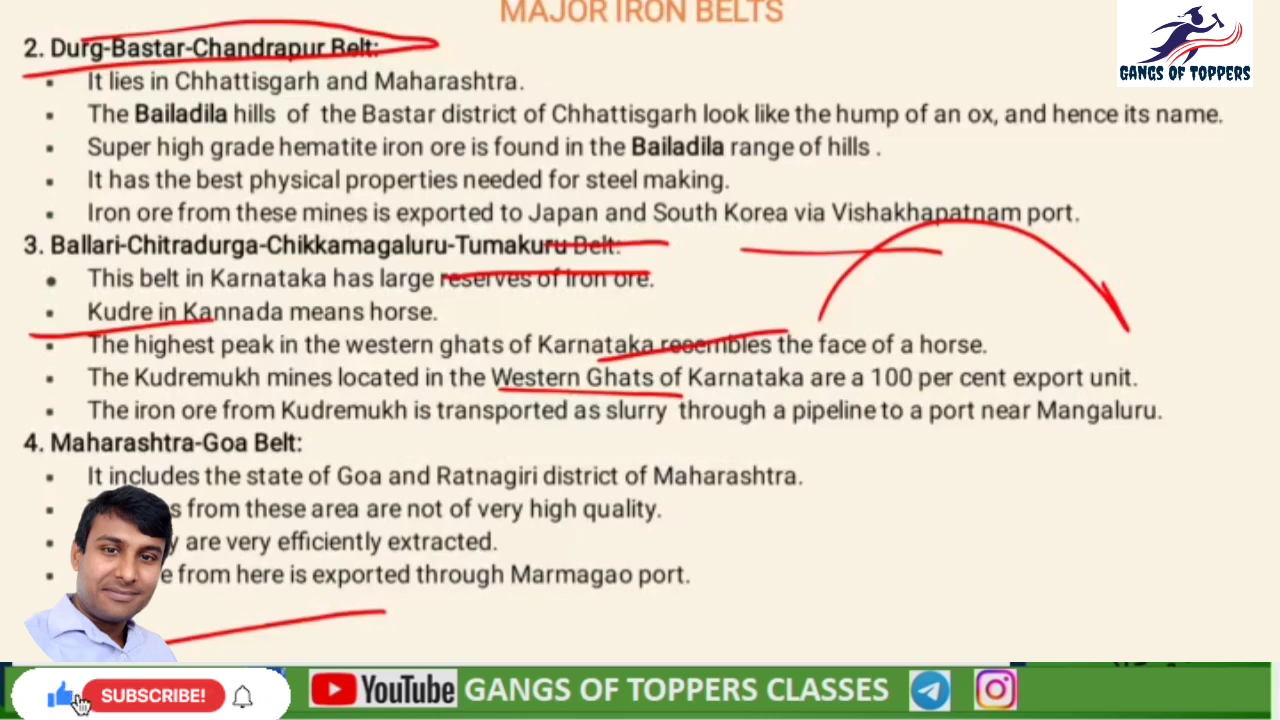 MAJOR IRON BELTS
GANGS OF TOPPERS
2. Durg-Bastar-Chandrapur Belt:
▪ It lies in Chhattisgarh and Maharashtra.
▪ The Bailadila hills of the Bastar district of Chhattisgarh look like the hump of an ox, and hence its name.
▪ Super high grade hematite iron ore is found in the Bailadila range of hills .
▪ It has the best physical properties needed for steel making.
▪ Iron ore from these mines is exported to Japan and South Korea via Vishakhapatnam port.
3. Ballari-Chitradurga-Chikkamagaluru-Tumakuru Belt:
• This belt in Karnataka has large reserves of iron ore.
▪ Kudre in Kannada means horse.
▪ The highest peak in the western ghats of Karnataka resembles the face of a horse.
▪ The Kudremukh mines located in the Western Ghats of Karnataka are a 100 per cent export unit.
▪ The iron ore from Kudremukh is transported as slurry through a pipeline to a port near Mangaluru.
4. Maharashtra-Goa Belt:
▪ It includes the state of Goa and Ratnagiri district of Maharashtra.
▪ from these area are not of very high quality.
▪ are very efficiently extracted.
▪ from here is exported through Marmagao port.
SUBSCRIBE! YouTube GANGS OF TOPPERS CLASSES